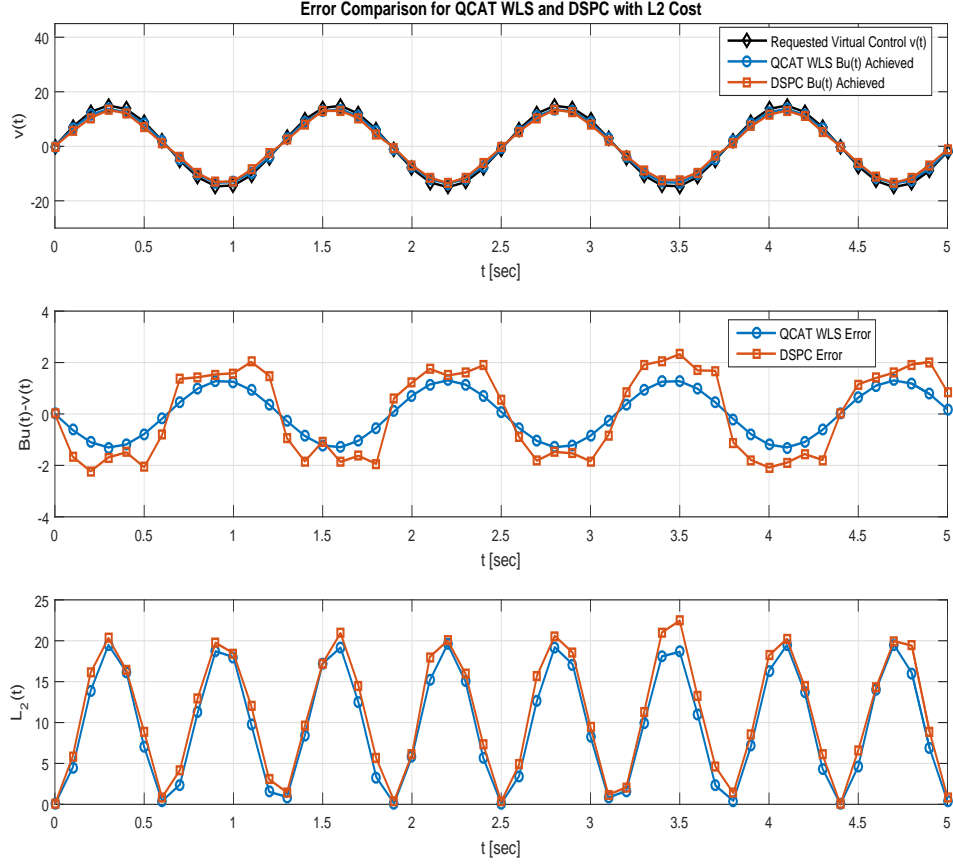 Error Comparison for QCAT WLS and DSPC with L2 Cost
40
20
0
-20
v(t)
Requested Virtual Control v(t)
QCAT WLS Bu(t) Achieved
DSPC Bu(t) Achieved
0 0.5 1 1.5 2 2.5 3 3.5 4 4.5 5
t [sec]
4
2
0
-2
-4
Bu(t)-v(t)
QCAT WLS Error
DSPC Error
0 0.5 1 1.5 2 2.5 3 3.5 4 4.5 5
t [sec]
25
20
15
10
5
0
L₂(t)
0 0.5 1 1.5 2 2.5 3 3.5 4 4.5 5
t [sec]